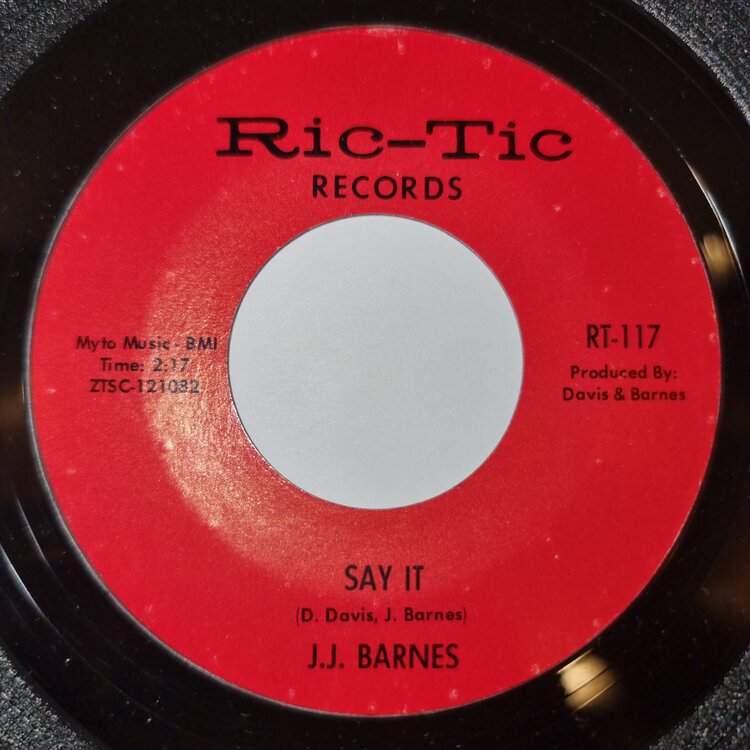 Ric-Tic
RECORDS
Myto Music - BMI
Time: 2:17
ZTSC-121082
RT-117
Produced By:
Davis & Barnes
SAY IT
(D. Davis, J. Barnes)
J.J. BARNES